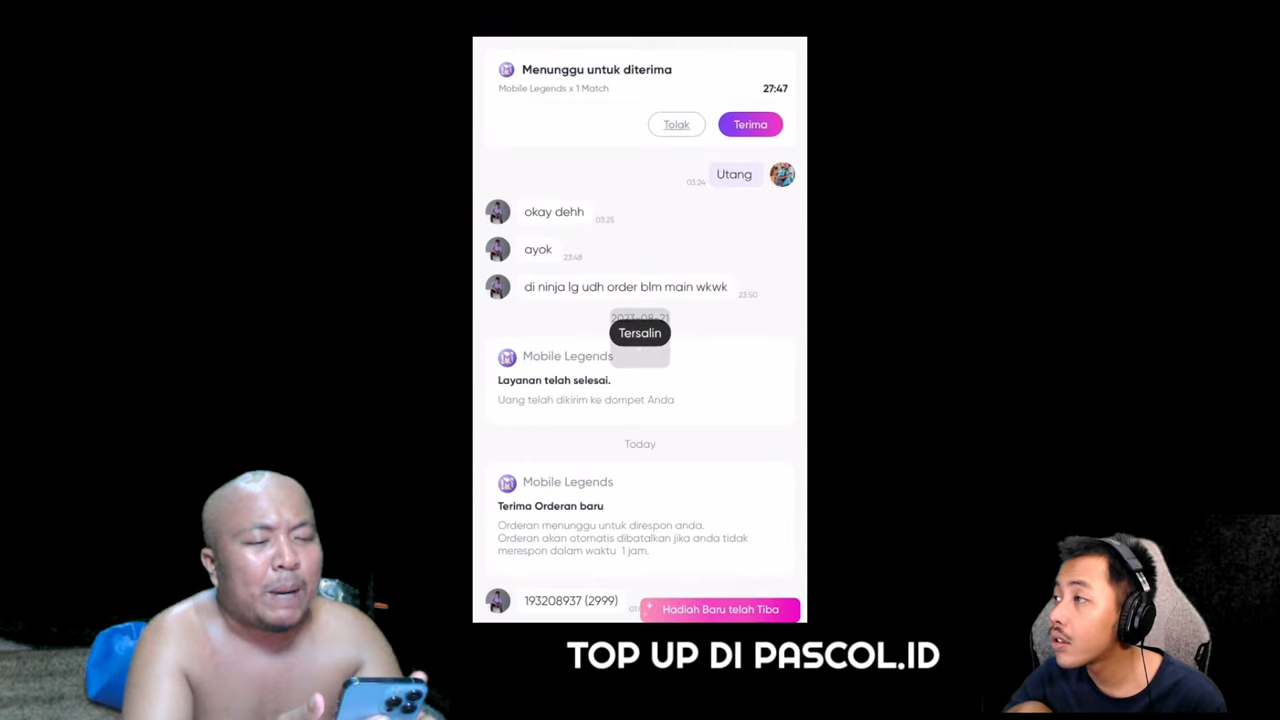 Menunggu untuk diterima
Mobile Legends x 1 Match
27:47
Tolak
Terima
Utang
03:24
okay dehh
03:25
ayok
23:48
di ninja lg udh order blm main wkwk
23:50
2023-08-21
Tersalin
Mobile Legends
Layanan telah selesai.
Uang telah dikirim ke dompet Anda
Today
Mobile Legends
Terima Orderan baru
Orderan menunggu untuk direspon anda.
Orderan akan otomatis dibatalkan jika anda tidak
merespon dalam waktu 1 jam.
193208937 (2999)
Hadiah Baru telah Tiba
TOP UP DI PASCOL.ID